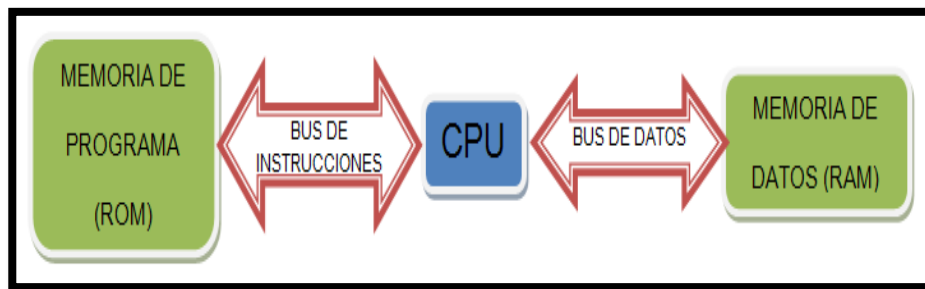 MEMORIA DE
PROGRAMA
(ROM)
BUS DE
INSTRUCCIONES
CPU
BUS DE DATOS
MEMORIA DE
DATOS (RAM)